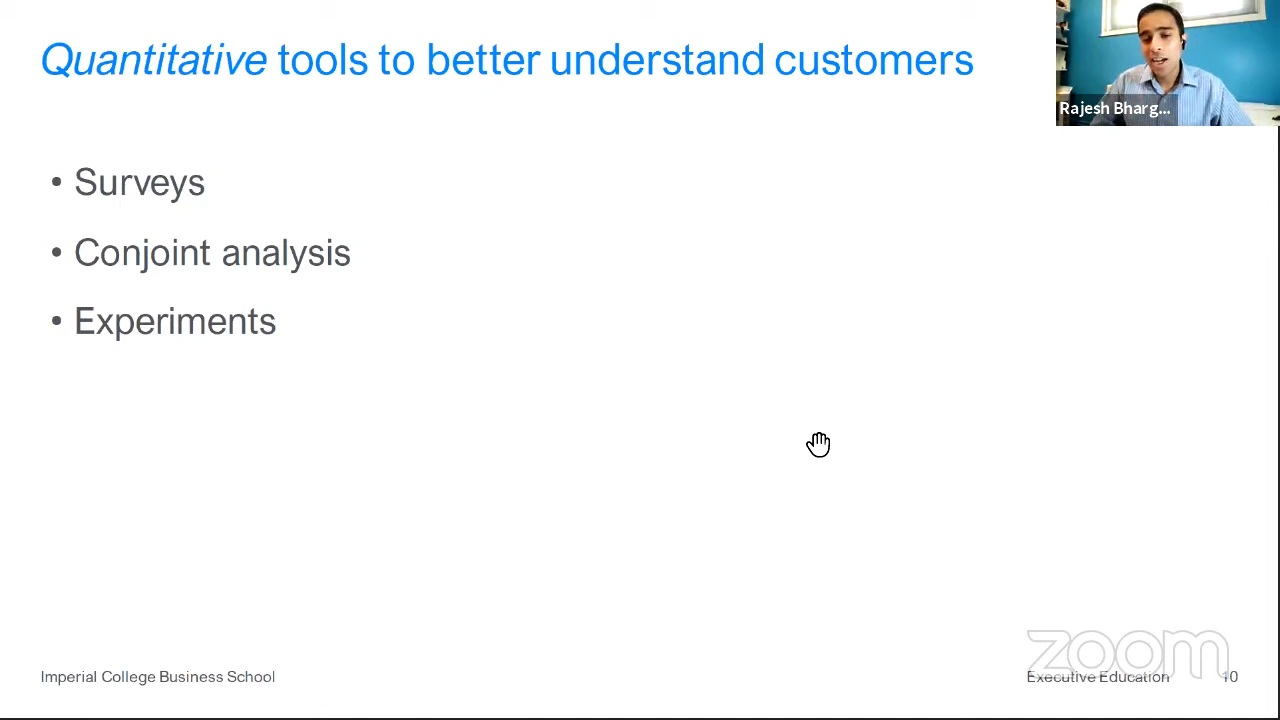 Quantitative tools to better understand customers
Rajesh Bharg...
• Surveys
• Conjoint analysis
• Experiments
zoom
Imperial College Business School
Executive Education
10